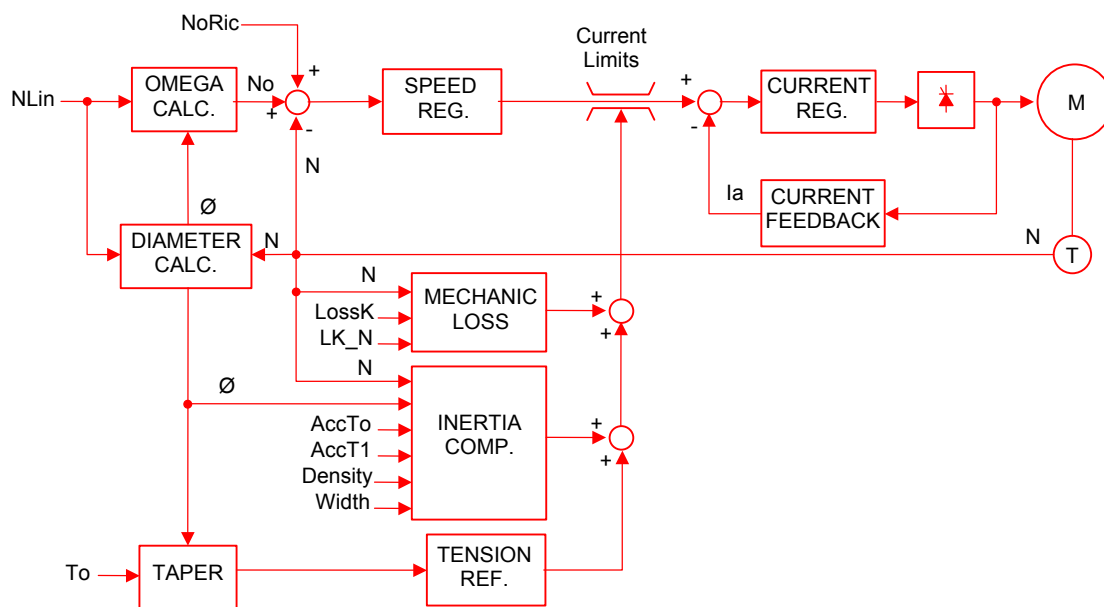 NoRic
Current
Limits
NLin
OMEGA
CALC.
No
+
+
-
SPEED
REG.
+
-
CURRENT
REG.
M
N
Ia
CURRENT
FEEDBACK
Ø
DIAMETER
CALC.
N
N
T
N
LossK
LK_N
MECHANIC
LOSS
+
+
N
Ø
AccTo
AccT1
Density
Width
INERTIA
COMP.
+
+
To
TAPER
TENSION
REF.